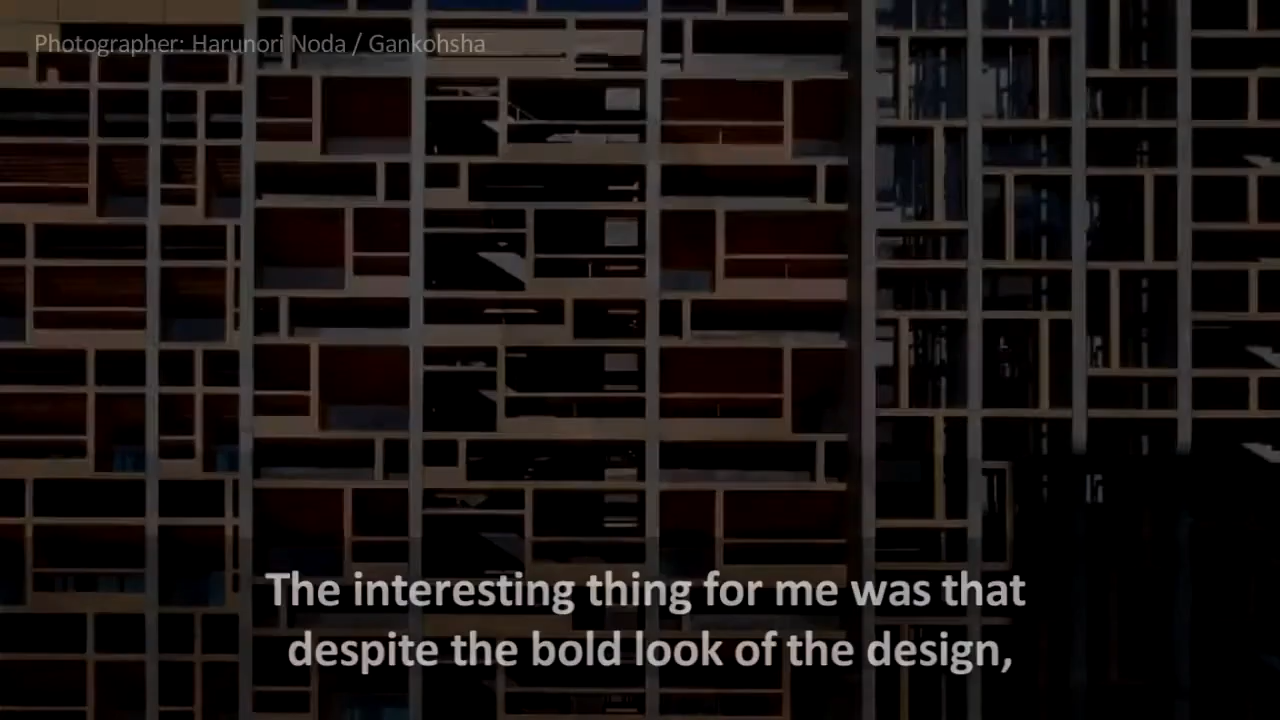 Photographer: Harunori Noda / Gankohsha
The interesting thing for me was that
despite the bold look of the design,